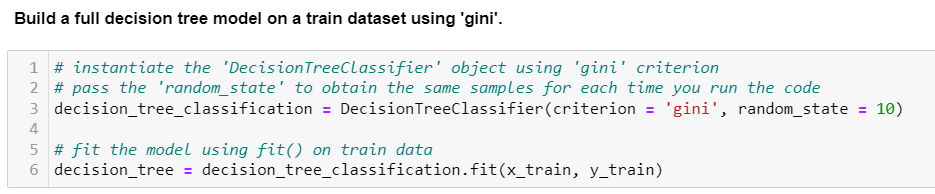 Build a full decision tree model on a train dataset using 'gini'.
1 # instantiate the 'DecisionTreeClassifier' object using 'gini' criterion
2 # pass the 'random_state' to obtain the same samples for each time you run the code
3 decision_tree_classification = DecisionTreeClassifier(criterion = 'gini', random_state = 10)
4
5 # fit the model using fit() on train data
6 decision_tree = decision_tree_classification.fit(x_train, y_train)